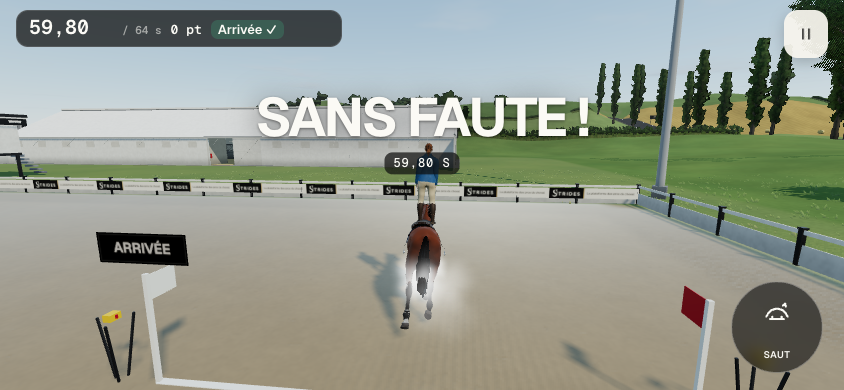 59,80 / 64 s 0 pt Arrivée ✓
SANS FAUTE !
59,80 S
STRIDES STRIDES STRIDES STRIDES STRIDES STRIDES STRIDES STRIDES
ARRIVÉE
SAUT